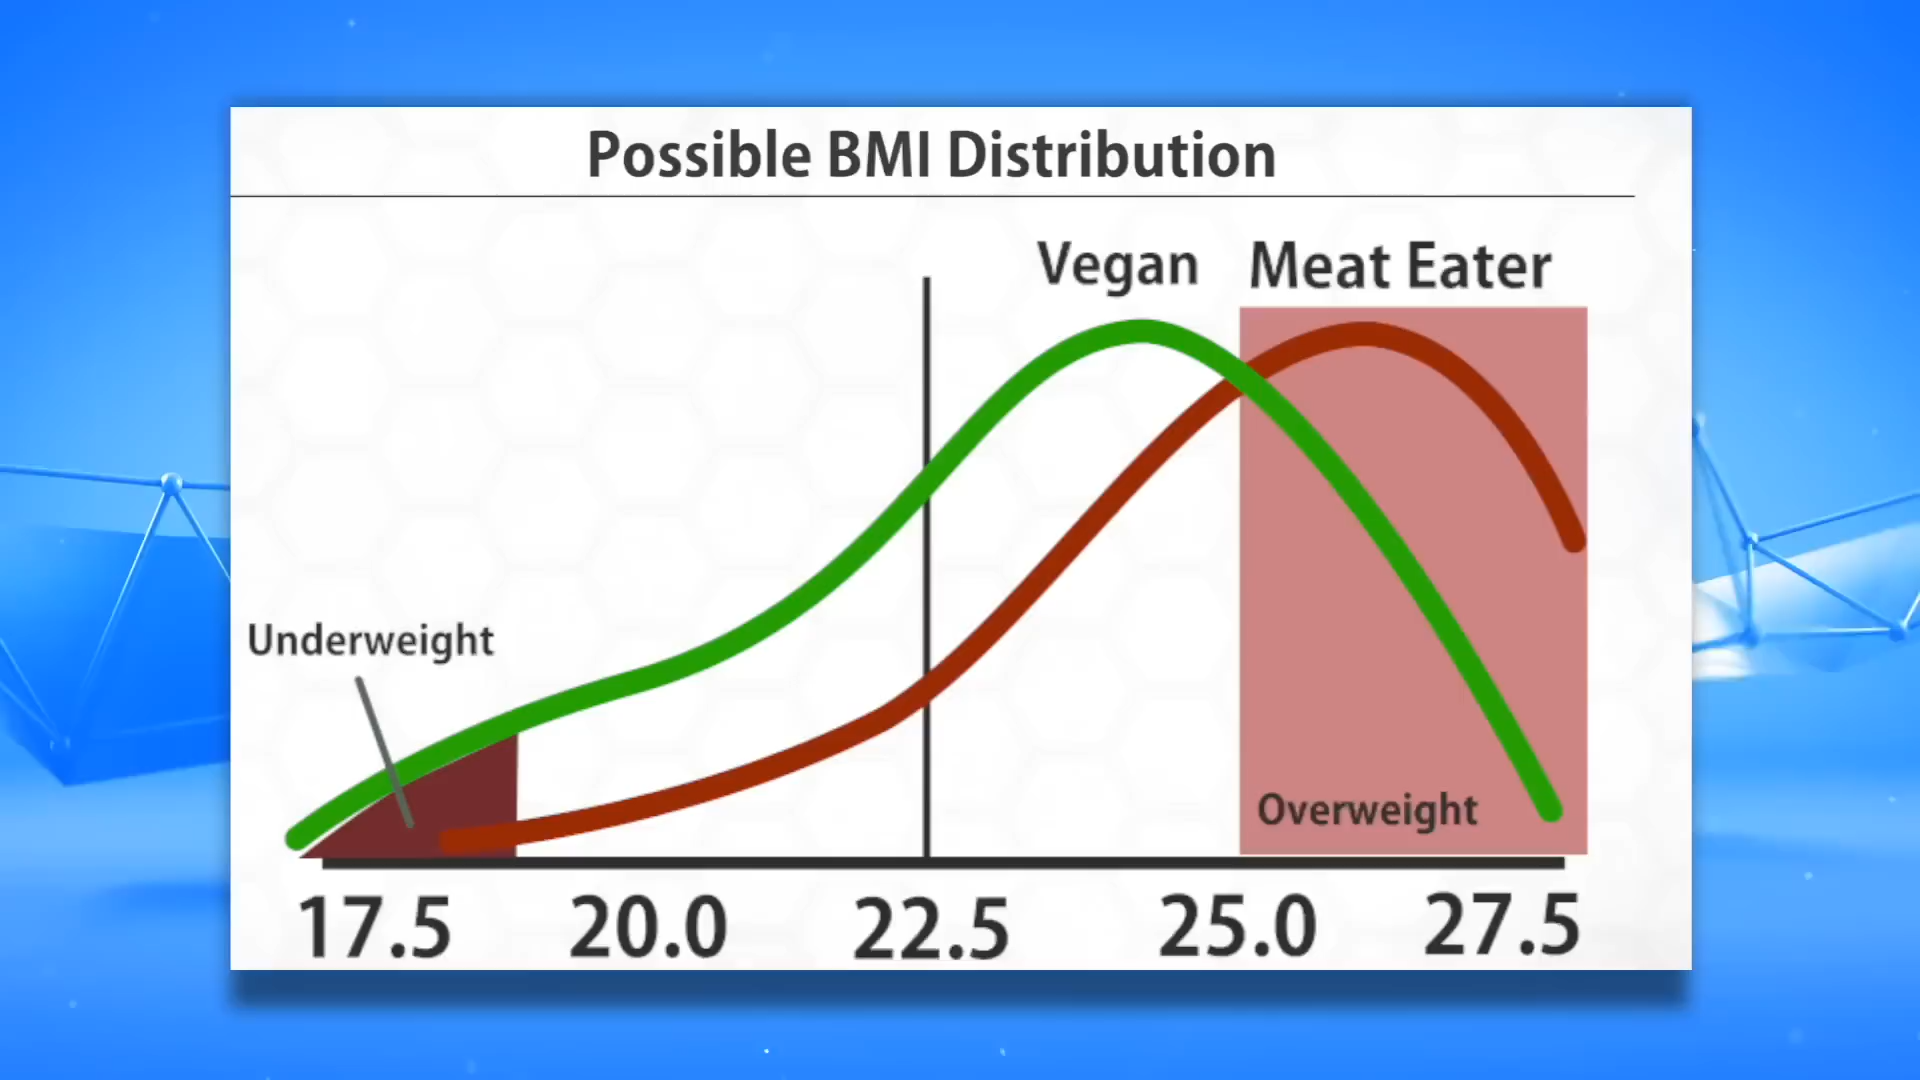 Possible BMI Distribution
Vegan
Meat Eater
Underweight
Overweight
17.5 20.0 22.5 25.0 27.5